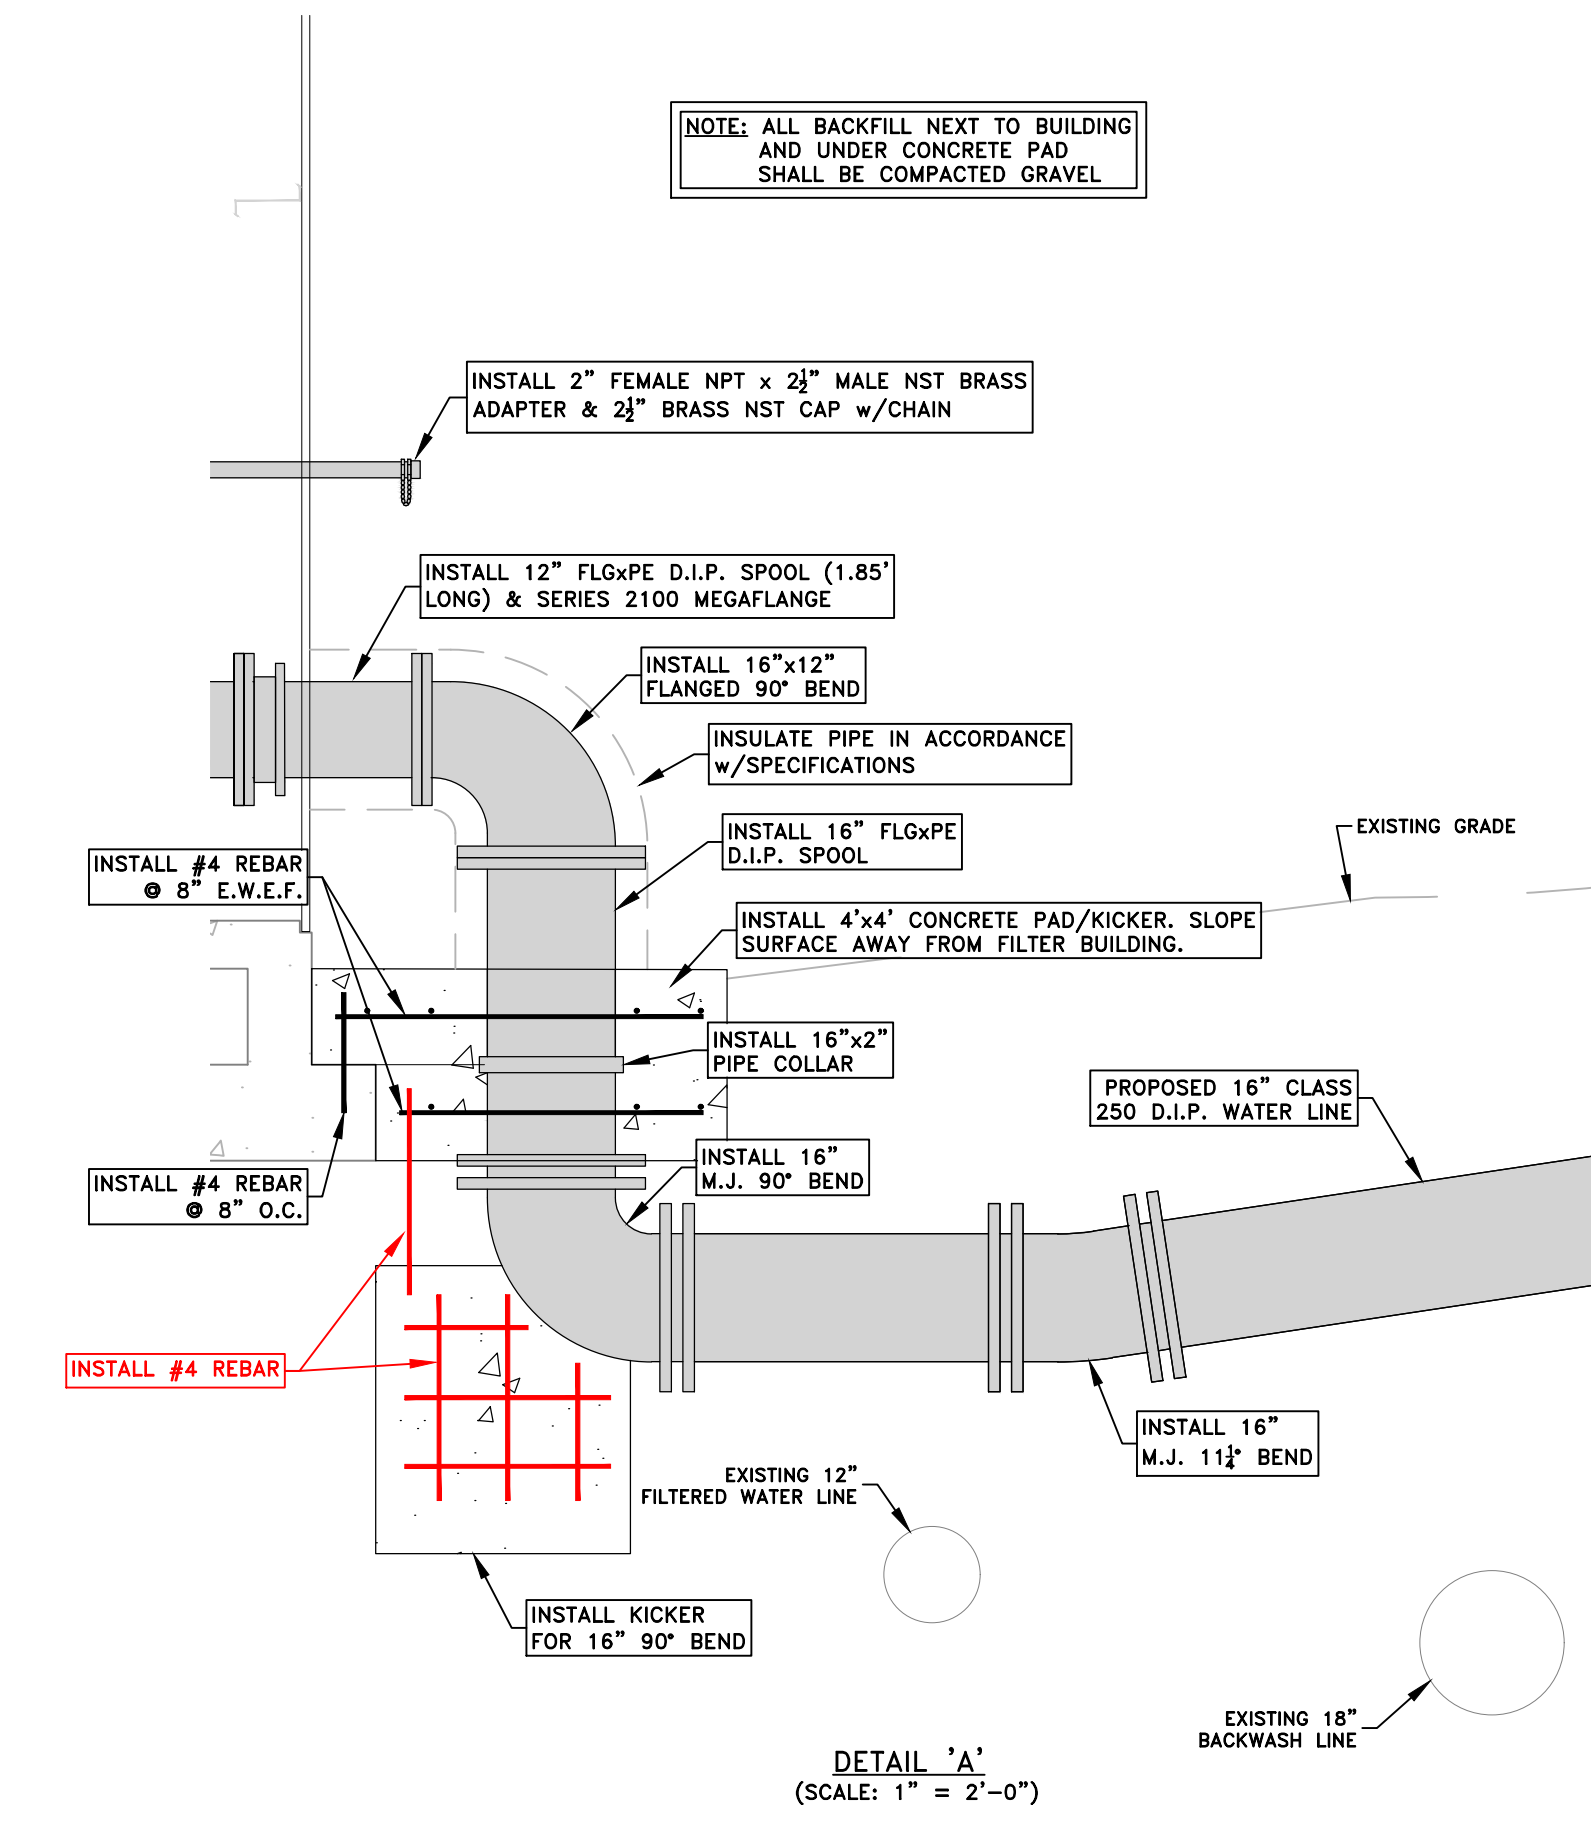 NOTE: ALL BACKFILL NEXT TO BUILDING
AND UNDER CONCRETE PAD
SHALL BE COMPACTED GRAVEL
INSTALL 2" FEMALE NPT x 2½" MALE NST BRASS
ADAPTER & 2½" BRASS NST CAP w/CHAIN
INSTALL 12" FLGxPE D.I.P. SPOOL (1.85'
LONG) & SERIES 2100 MEGAFLANGE
INSTALL 16"x12"
FLANGED 90° BEND
INSULATE PIPE IN ACCORDANCE
w/SPECIFICATIONS
INSTALL 16" FLGxPE
D.I.P. SPOOL
EXISTING GRADE
INSTALL #4 REBAR
@ 8" E.W.E.F.
INSTALL 4'x4' CONCRETE PAD/KICKER. SLOPE
SURFACE AWAY FROM FILTER BUILDING.
INSTALL 16"x2"
PIPE COLLAR
PROPOSED 16" CLASS
250 D.I.P. WATER LINE
INSTALL 16"
M.J. 90° BEND
INSTALL #4 REBAR
@ 8" O.C.
INSTALL #4 REBAR
INSTALL 16"
M.J. 11¼° BEND
EXISTING 12"
FILTERED WATER LINE
INSTALL KICKER
FOR 16" 90° BEND
EXISTING 18"
BACKWASH LINE
DETAIL 'A'
(SCALE: 1" = 2'-0")